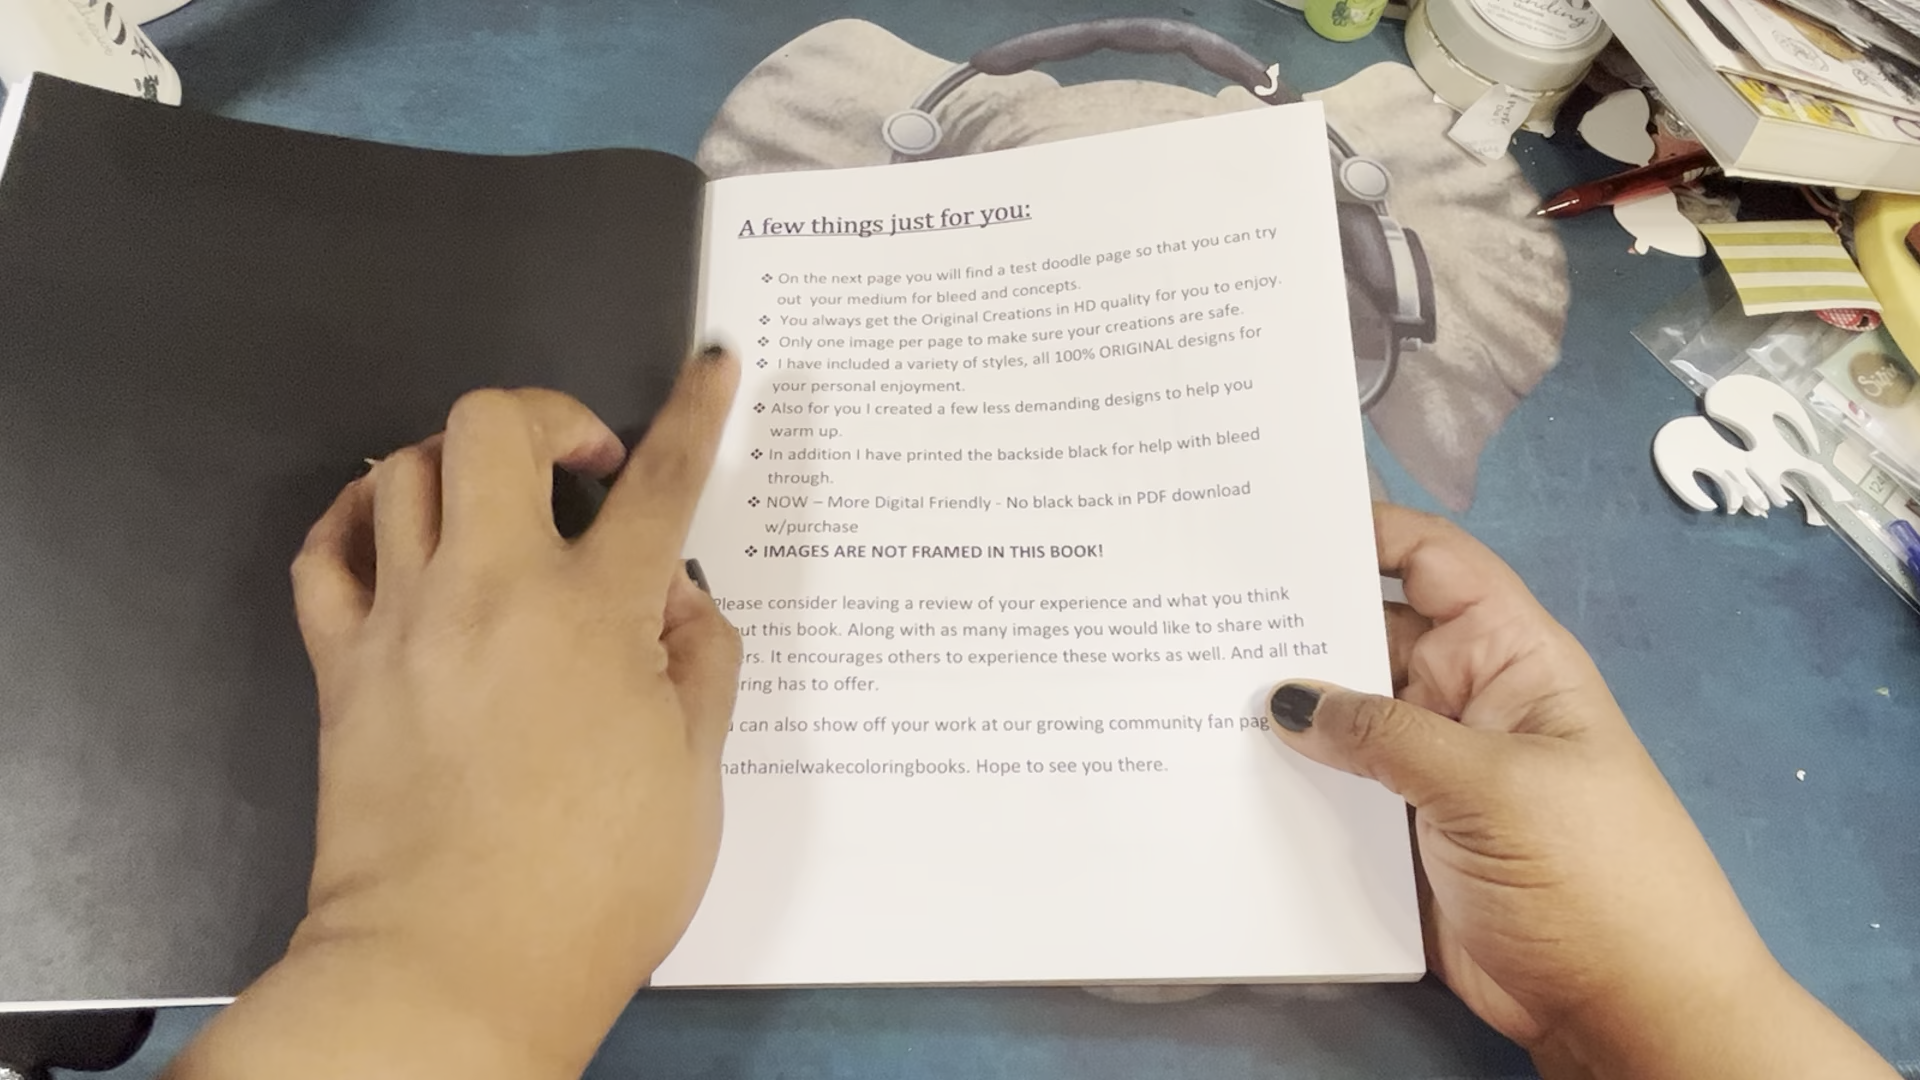 A few things just for you:
❖ On the next page you will find a test doodle page so that you can try
out your medium for bleed and concepts.
❖ You always get the Original Creations in HD quality for you to enjoy.
❖ Only one image per page to make sure your creations are safe.
❖ I have included a variety of styles, all 100% ORIGINAL designs for
your personal enjoyment.
❖ Also for you I created a few less demanding designs to help you
warm up.
❖ In addition I have printed the backside black for help with bleed
through.
❖ NOW – More Digital Friendly - No black back in PDF download
w/purchase
❖ IMAGES ARE NOT FRAMED IN THIS BOOK!
Please consider leaving a review of your experience and what you think
ut this book. Along with as many images you would like to share with
ers. It encourages others to experience these works as well. And all that
ring has to offer.
can also show off your work at our growing community fan pag
nathanielwakecoloringbooks. Hope to see you there.